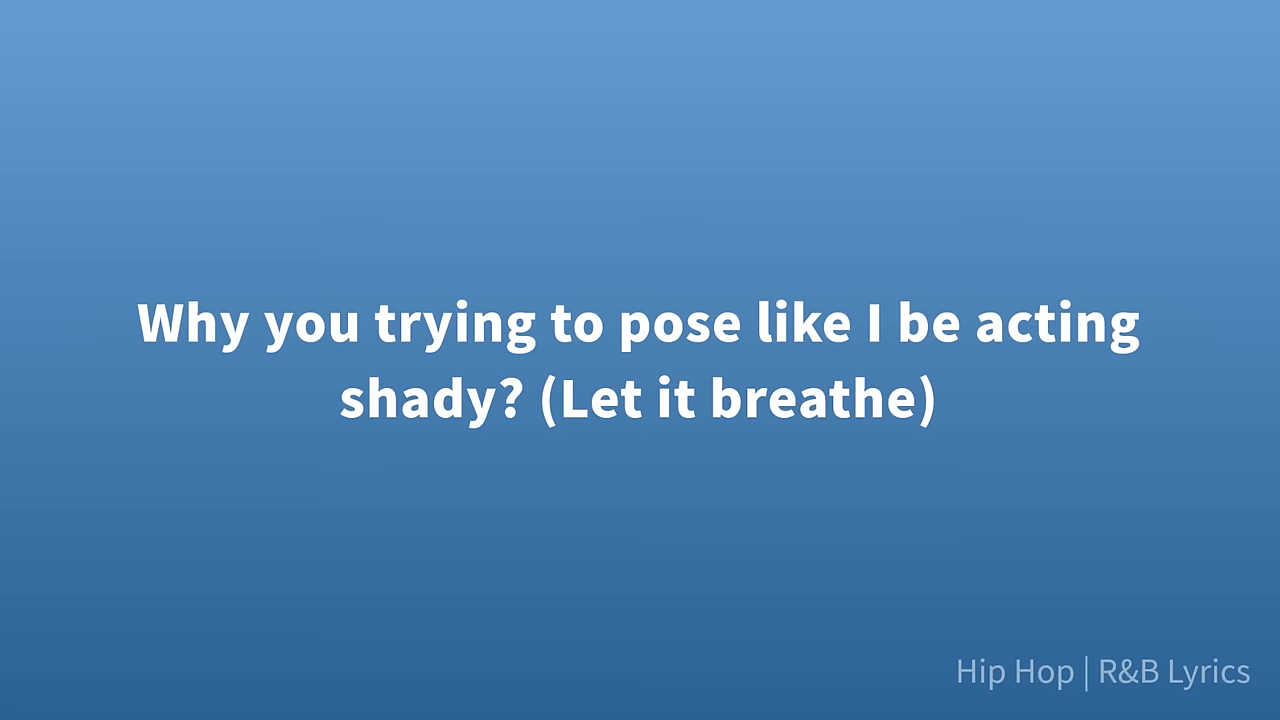 Why you trying to pose like I be acting
shady? (Let it breathe)
Hip Hop | R&B Lyrics